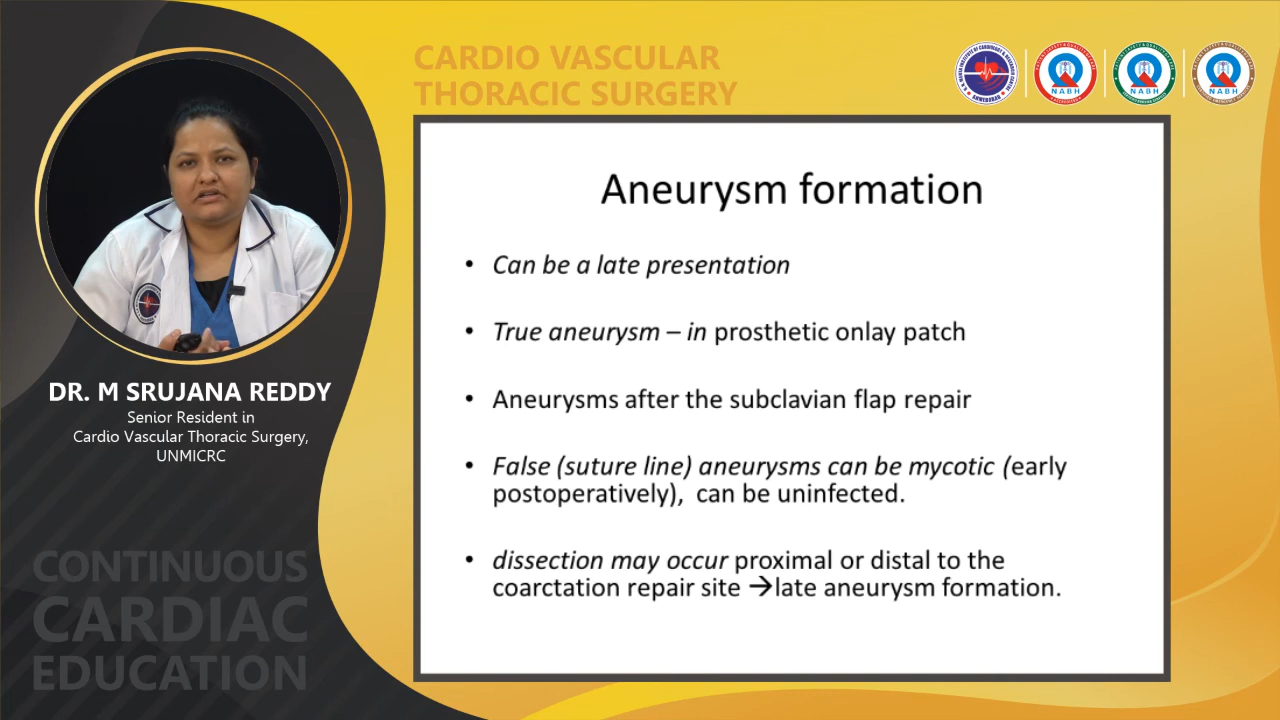 CARDIO VASCULAR
THORACIC SURGERY
NABH
NABH
NABH
Aneurysm formation
• Can be a late presentation
• True aneurysm – in prosthetic onlay patch
• Aneurysms after the subclavian flap repair
• False (suture line) aneurysms can be mycotic (early
postoperatively), can be uninfected.
• dissection may occur proximal or distal to the
coarctation repair site →late aneurysm formation.
DR. M SRUJANA REDDY
Senior Resident in
Cardio Vascular Thoracic Surgery,
UNMICRC
CONTINUOUS
CARDIAC
EDUCATION